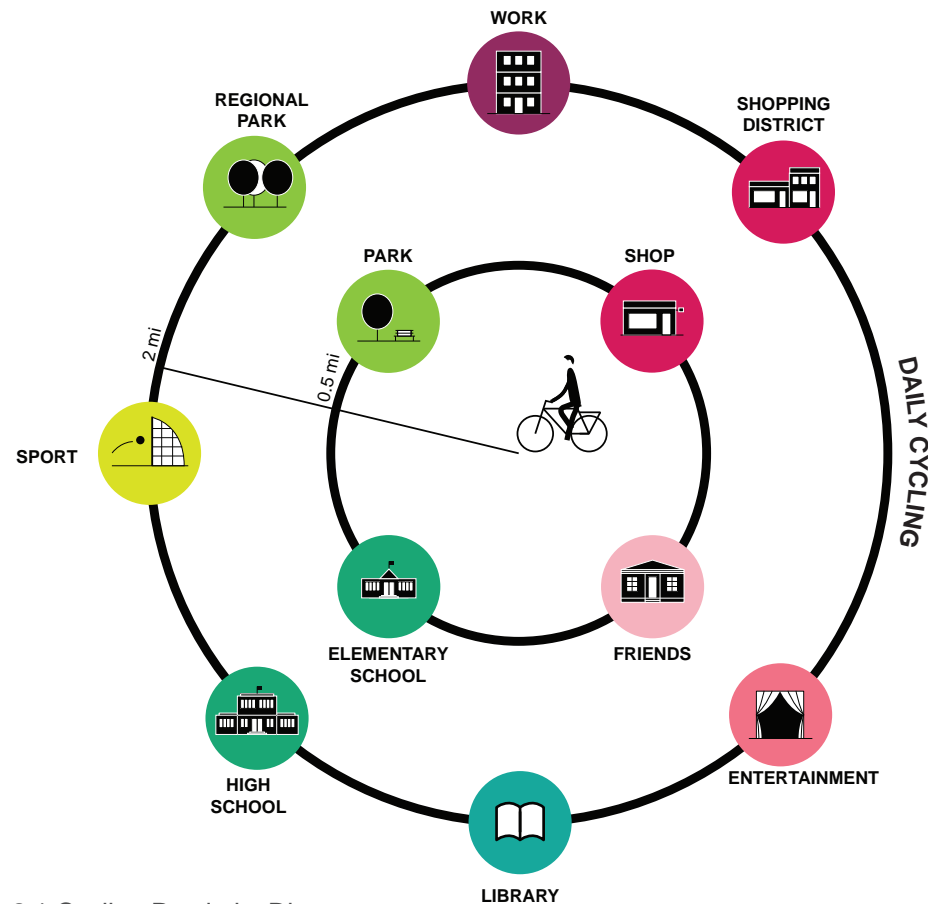 WORK
REGIONAL
PARK
SHOPPING
DISTRICT
PARK
SHOP
2 mi
0.5 mi
DAILY CYCLING
SPORT
ELEMENTARY
SCHOOL
FRIENDS
HIGH
SCHOOL
ENTERTAINMENT
LIBRARY